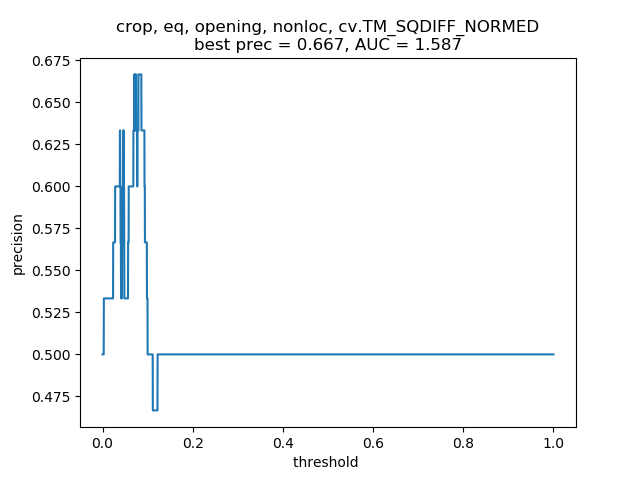 crop, eq, opening, nonloc, cv.TM_SQDIFF_NORMED
best prec = 0.667, AUC = 1.587
0.675
0.650
0.625
0.600
0.575
0.550
0.525
0.500
0.475
precision
0.0 0.2 0.4 0.6 0.8 1.0
threshold